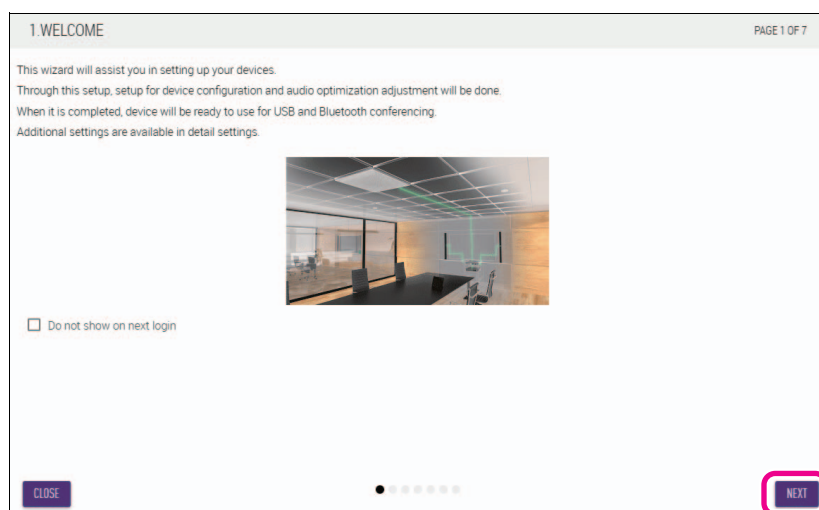 1.WELCOME
PAGE 1 OF 7
This wizard will assist you in setting up your devices.
Through this setup, setup for device configuration and audio optimization adjustment will be done.
When it is completed, device will be ready to use for USB and Bluetooth conferencing.
Additional settings are available in detail settings.
Do not show on next login
CLOSE
NEXT